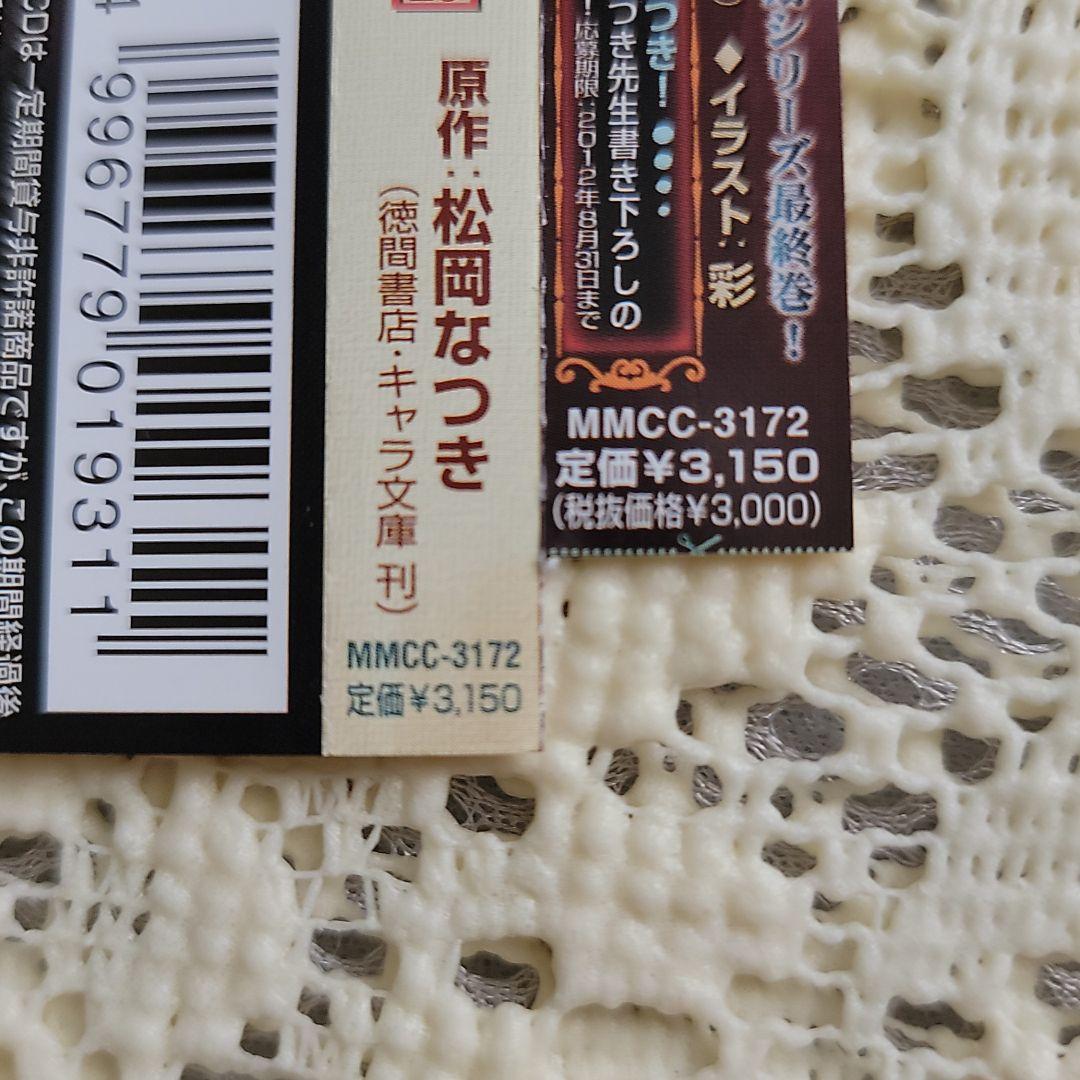 シリーズ最終巻!
◆イラスト:彩
つき!
つき先生書き下ろしの
応募期限:2012年8月31日まで
MMCC-3172
定価¥3,150
(税抜価格¥3,000)
原作:松岡なつき
(徳間書店・キャラ文庫 刊)
MMCC-3172
定価¥3,150
4 996779 019311
CDは一定期間貸与非許諾商品ですが、この期間経過後